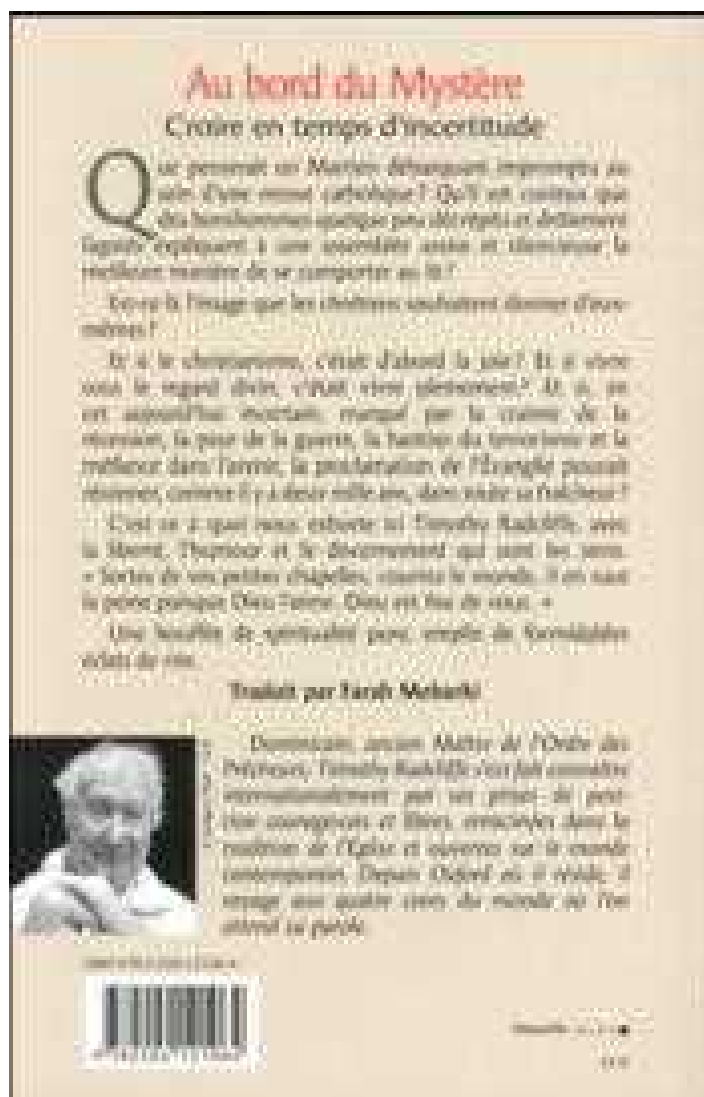 Au bord du Mystère
Croire en temps d'incertitude
Que penserait un Martien débarquant impromptu au
sein d'une messe catholique? Qu'il est curieux que
des bonshommes quelque peu décrépits et drôlement
fagotés expliquent à une assemblée assise et silencieuse la
meilleure manière de se comporter au lit?
Est-ce là l'image que les chrétiens souhaitent donner d'eux-
mêmes?
Et si le christianisme, c'était d'abord la joie? Et si vivre
sous le regard divin, c'était vivre pleinement? Et, si, en
cet aujourd'hui incertain, marqué par la crainte de la
récession, la peur de la guerre, la hantise du terrorisme et la
méfiance dans l'avenir, la proclamation de l'Évangile pouvait
résonner, comme il y a deux mille ans, dans toute sa fraîcheur?
C'est ce à quoi nous exhorte ici Timothy Radcliffe, avec
la liberté, l'humour et le discernement qui sont les siens.
« Sortez de vos petites chapelles, courez le monde, il en vaut
la peine puisque Dieu l'aime. Dieu est fou de vous. »
Une bouffée de spiritualité pure, emplie de formidables
éclats de rire.
Traduit par Farah Mebarki
Dominicain, ancien Maître de l'Ordre des
Prêcheurs, Timothy Radcliffe s'est fait connaître
internationalement par ses prises de posi-
tion courageuses et libres, enracinées dans la
tradition de l'Église et ouvertes sur le monde
contemporain. Depuis Oxford où il réside, il
voyage aux quatre coins du monde où l'on
attend sa parole.